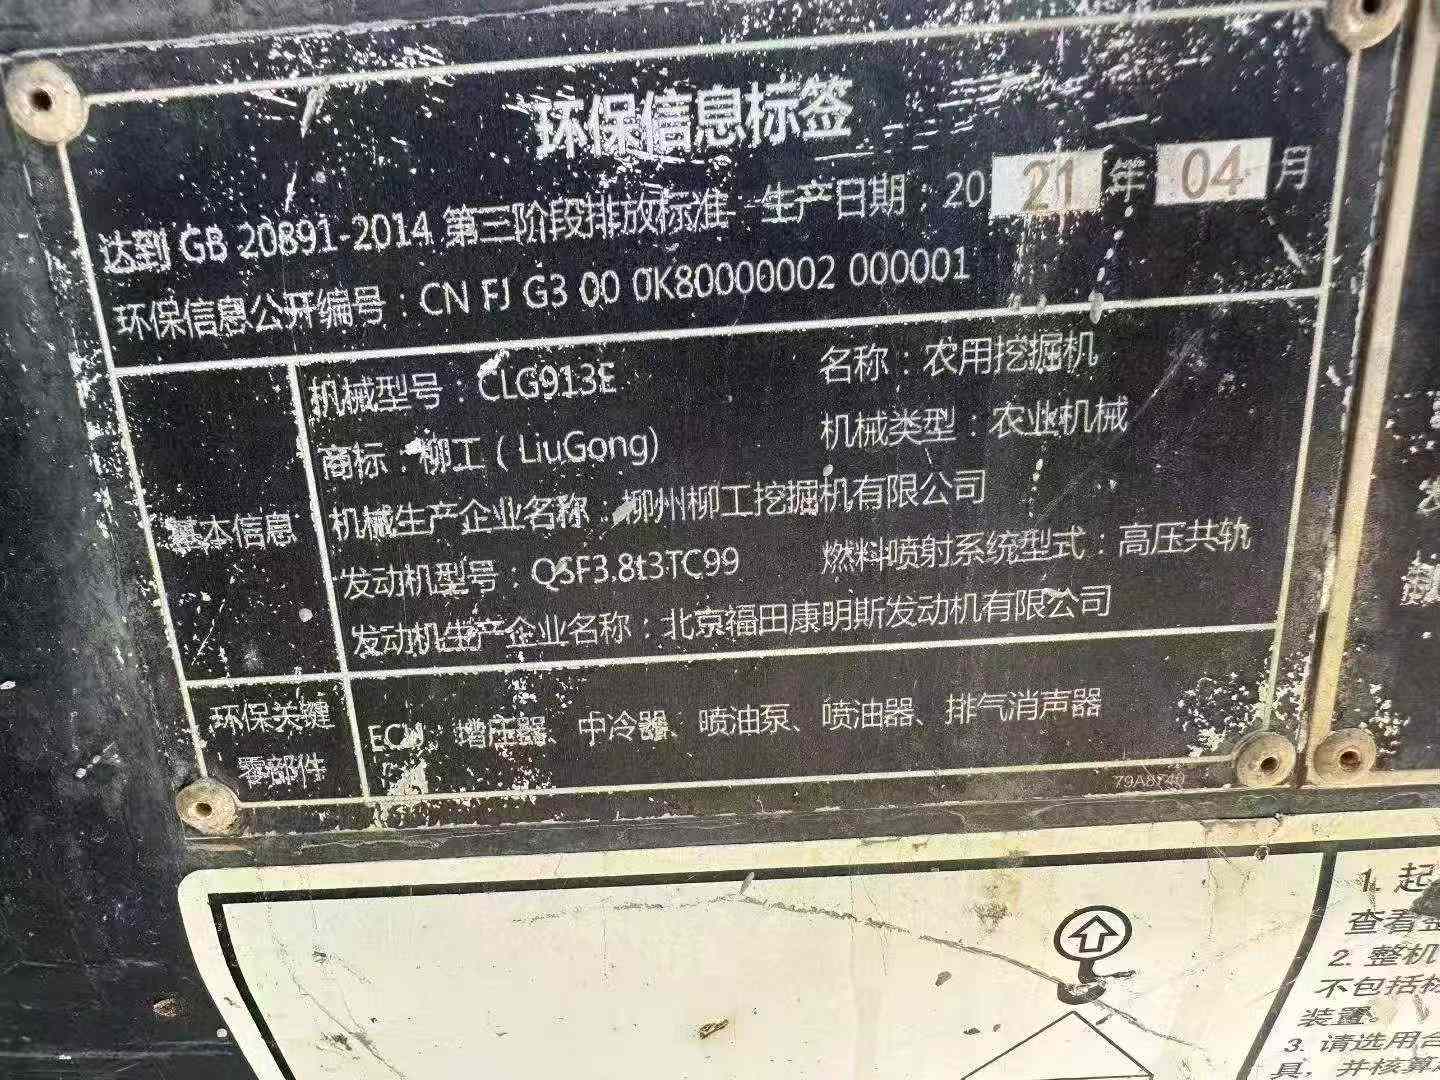 环保信息标签
达到 GB 20891-2014 第三阶段排放标准 生产日期：20 21 年 04 月
环保信息公开编号：CN FJ G3 00 0K80000002 000001
基本信息
机械型号：CLG913E 名称：农用挖掘机
商标：柳工（LiuGong) 机械类型：农业机械
机械生产企业名称：柳州柳工挖掘机有限公司
发动机型号：QSF3.8t3TC99 燃料喷射系统型式：高压共轨
发动机生产企业名称：北京福田康明斯发动机有限公司
环保关键
零部件
ECM、增压器、中冷器、喷油泵、喷油器、排气消声器
1. 起
查看
2. 整机
不包括
装置。
3. 请选用
具，并核算